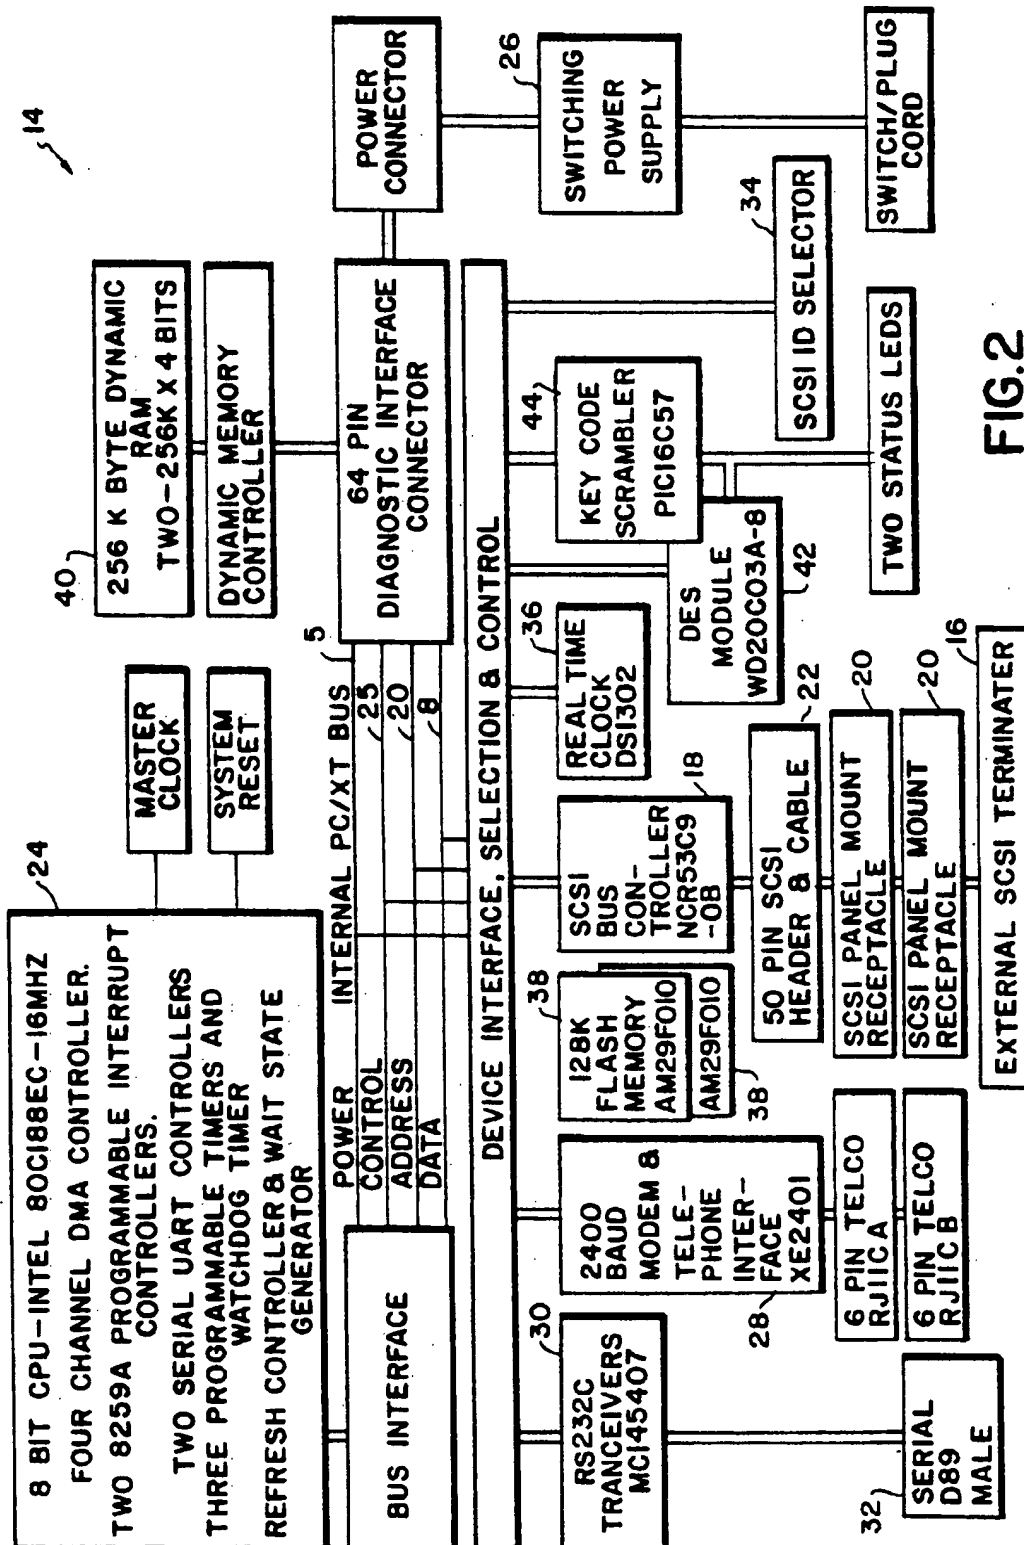 14
24
8 BIT CPU-INTEL 80C188EC-16MHZ
FOUR CHANNEL DMA CONTROLLER.
TWO 8259A PROGRAMMABLE INTERRUPT
CONTROLLERS.
TWO SERIAL UART CONTROLLERS
THREE PROGRAMMABLE TIMERS AND
WATCHDOG TIMER
REFRESH CONTROLLER & WAIT STATE
GENERATOR
MASTER
CLOCK
SYSTEM
RESET
40
256 K BYTE DYNAMIC
RAM
TWO-256K X 4 BITS
DYNAMIC MEMORY
CONTROLLER
BUS INTERFACE
POWER
CONTROL
ADDRESS
DATA
INTERNAL PC/XT BUS
5
25
20
8
64 PIN
DIAGNOSTIC INTERFACE
CONNECTOR
POWER
CONNECTOR
DEVICE INTERFACE, SELECTION & CONTROL
26
SWITCHING
POWER
SUPPLY
SWITCH/PLUG
CORD
30
RS232C
TRANCEIVERS
MC145407
32
SERIAL
D89
MALE
2400
BAUD
MODEM &
TELE-
PHONE
INTER-
FACE
XE2401
28
6 PIN TELCO
RJ11C A
6 PIN TELCO
RJ11C B
38
128K
FLASH
MEMORY
AM29F010
AM29F010
38
SCSI
BUS
CON-
TROLLER
NCR53C9
-0B
18
50 PIN SCSI
HEADER & CABLE
22
SCSI PANEL MOUNT
RECEPTACLE
20
SCSI PANEL MOUNT
RECEPTACLE
20
EXTERNAL SCSI TERMINATER
16
36
REAL TIME
CLOCK
DS1302
DES
MODULE
WD20C03A-8
42
44
KEY CODE
SCRAMBLER
PIC16C57
TWO STATUS LEDS
34
SCSI ID SELECTOR
FIG.2